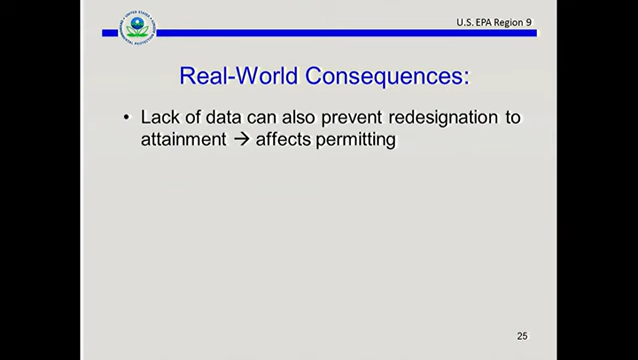 U.S. EPA Region 9
Real-World Consequences:
• Lack of data can also prevent redesignation to
attainment → affects permitting
25